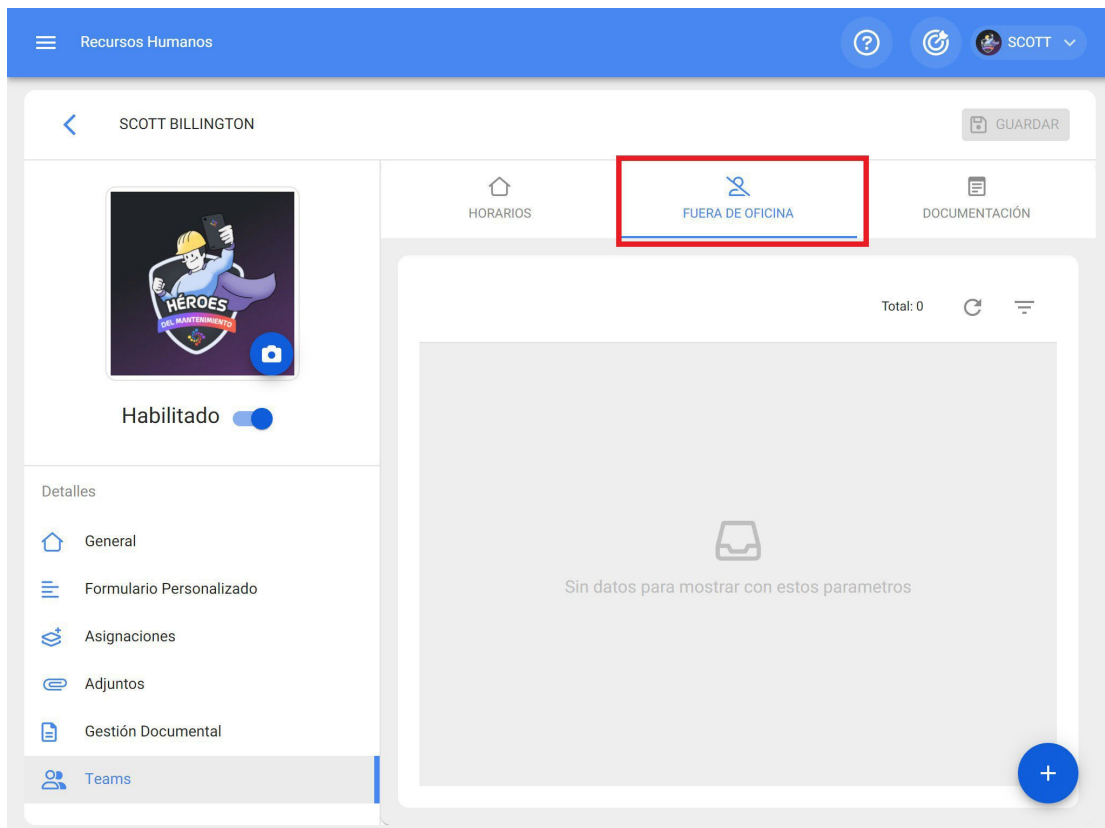 Recursos Humanos
SCOTT
SCOTT BILLINGTON
GUARDAR
HÉROES
DEL MANTENIMIENTO
Habilitado
Detalles
General
Formulario Personalizado
Asignaciones
Adjuntos
Gestión Documental
Teams
HORARIOS
FUERA DE OFICINA
DOCUMENTACIÓN
Total: 0
Sin datos para mostrar con estos parametros